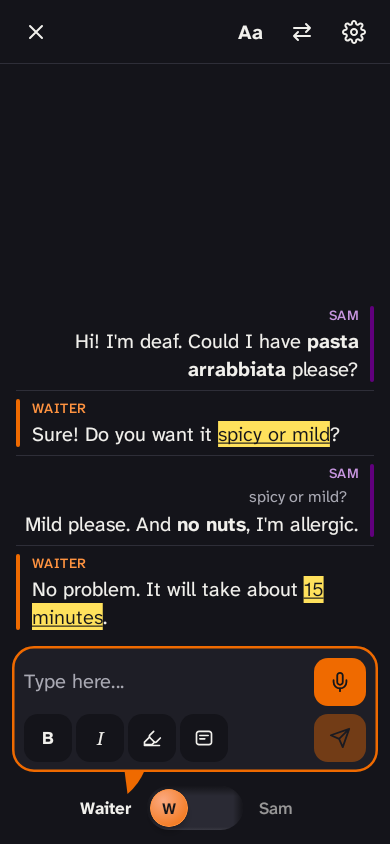 Aa
SAM
Hi! I'm deaf. Could I have pasta
arrabbiata please?
WAITER
Sure! Do you want it spicy or mild?
SAM
spicy or mild?
Mild please. And no nuts, I'm allergic.
WAITER
No problem. It will take about 15
minutes.
Type here...
B I
Waiter W Sam